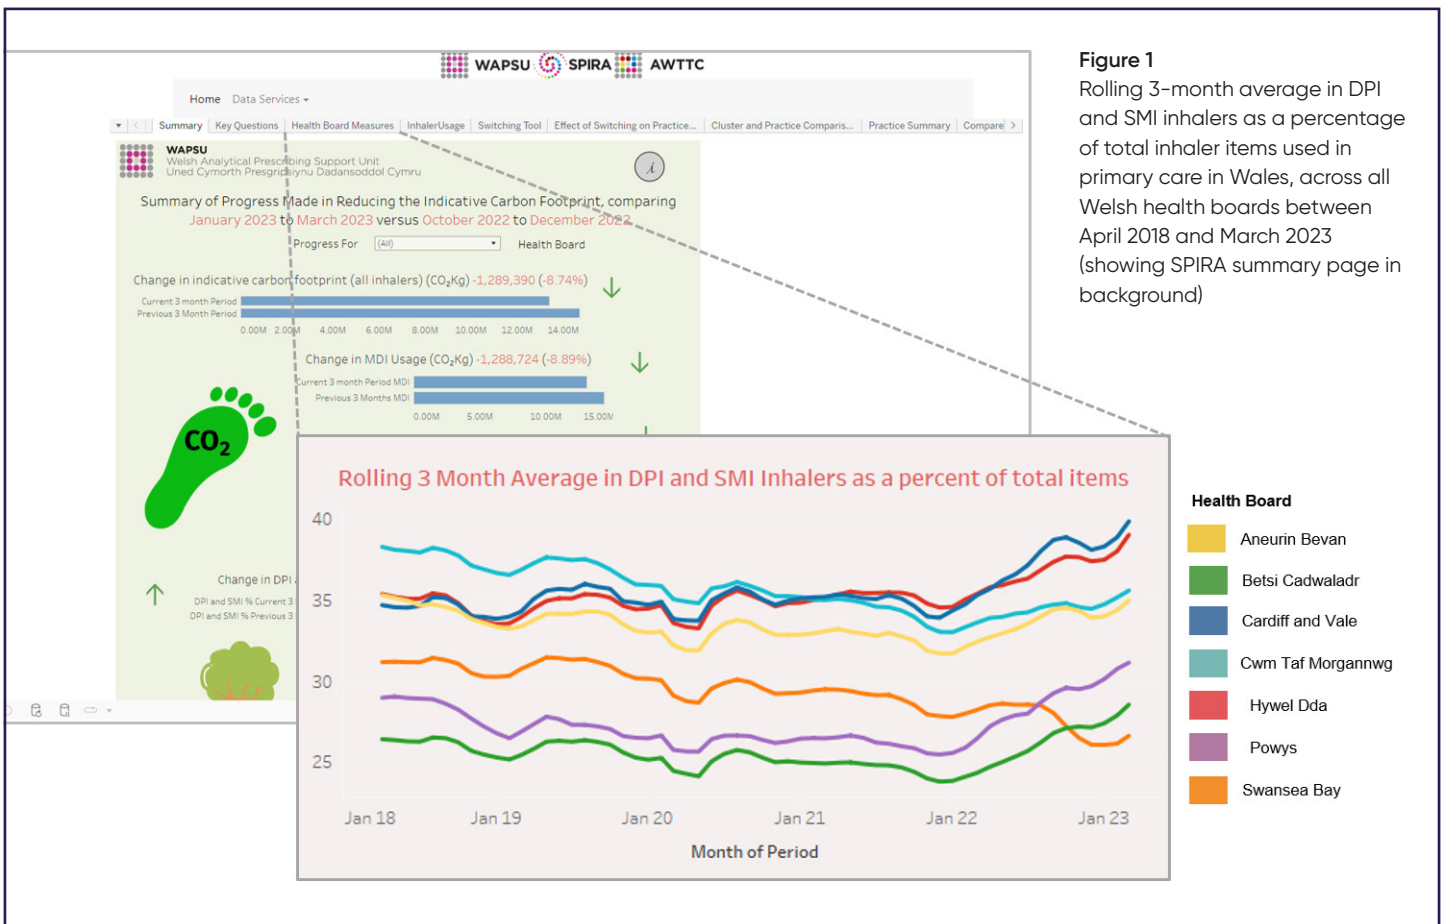 WAPSU SPIRA AWTTC
Home Data Services
Summary Key Questions Health Board Measures InhalerUsage Switching Tool Effect of Switching on Practice... Cluster and Practice Comparis... Practice Summary Compare
WAPSU
Welsh Analytical Prescribing Support Unit
Uned Cymorth Presgripsiynu Dadansoddol Cymru
i
Summary of Progress Made in Reducing the Indicative Carbon Footprint, comparing
January 2023 to March 2023 versus October 2022 to December 2022
Progress For (All) Health Board
Change in indicative carbon footprint (all inhalers) (CO₂Kg) -1,289,390 (-8.74%)
Current 3 month Period
Previous 3 Month Period
0.00M 2.00M 4.00M 6.00M 8.00M 10.00M 12.00M 14.00M
Change in MDI Usage (CO₂Kg) -1,288,724 (-8.89%)
Current 3 month Period MDI
Previous 3 Months MDI
0.00M 5.00M 10.00M 15.00M
CO₂
Change in DPI
DPI and SMI % Current 3
DPI and SMI % Previous 3
Rolling 3 Month Average in DPI and SMI Inhalers as a percent of total items
40
35
30
25
Jan 18 Jan 19 Jan 20 Jan 21 Jan 22 Jan 23
Month of Period
Figure 1
Rolling 3-month average in DPI
and SMI inhalers as a percentage
of total inhaler items used in
primary care in Wales, across all
Welsh health boards between
April 2018 and March 2023
(showing SPIRA summary page in
background)
Health Board
Aneurin Bevan
Betsi Cadwaladr
Cardiff and Vale
Cwm Taf Morgannwg
Hywel Dda
Powys
Swansea Bay